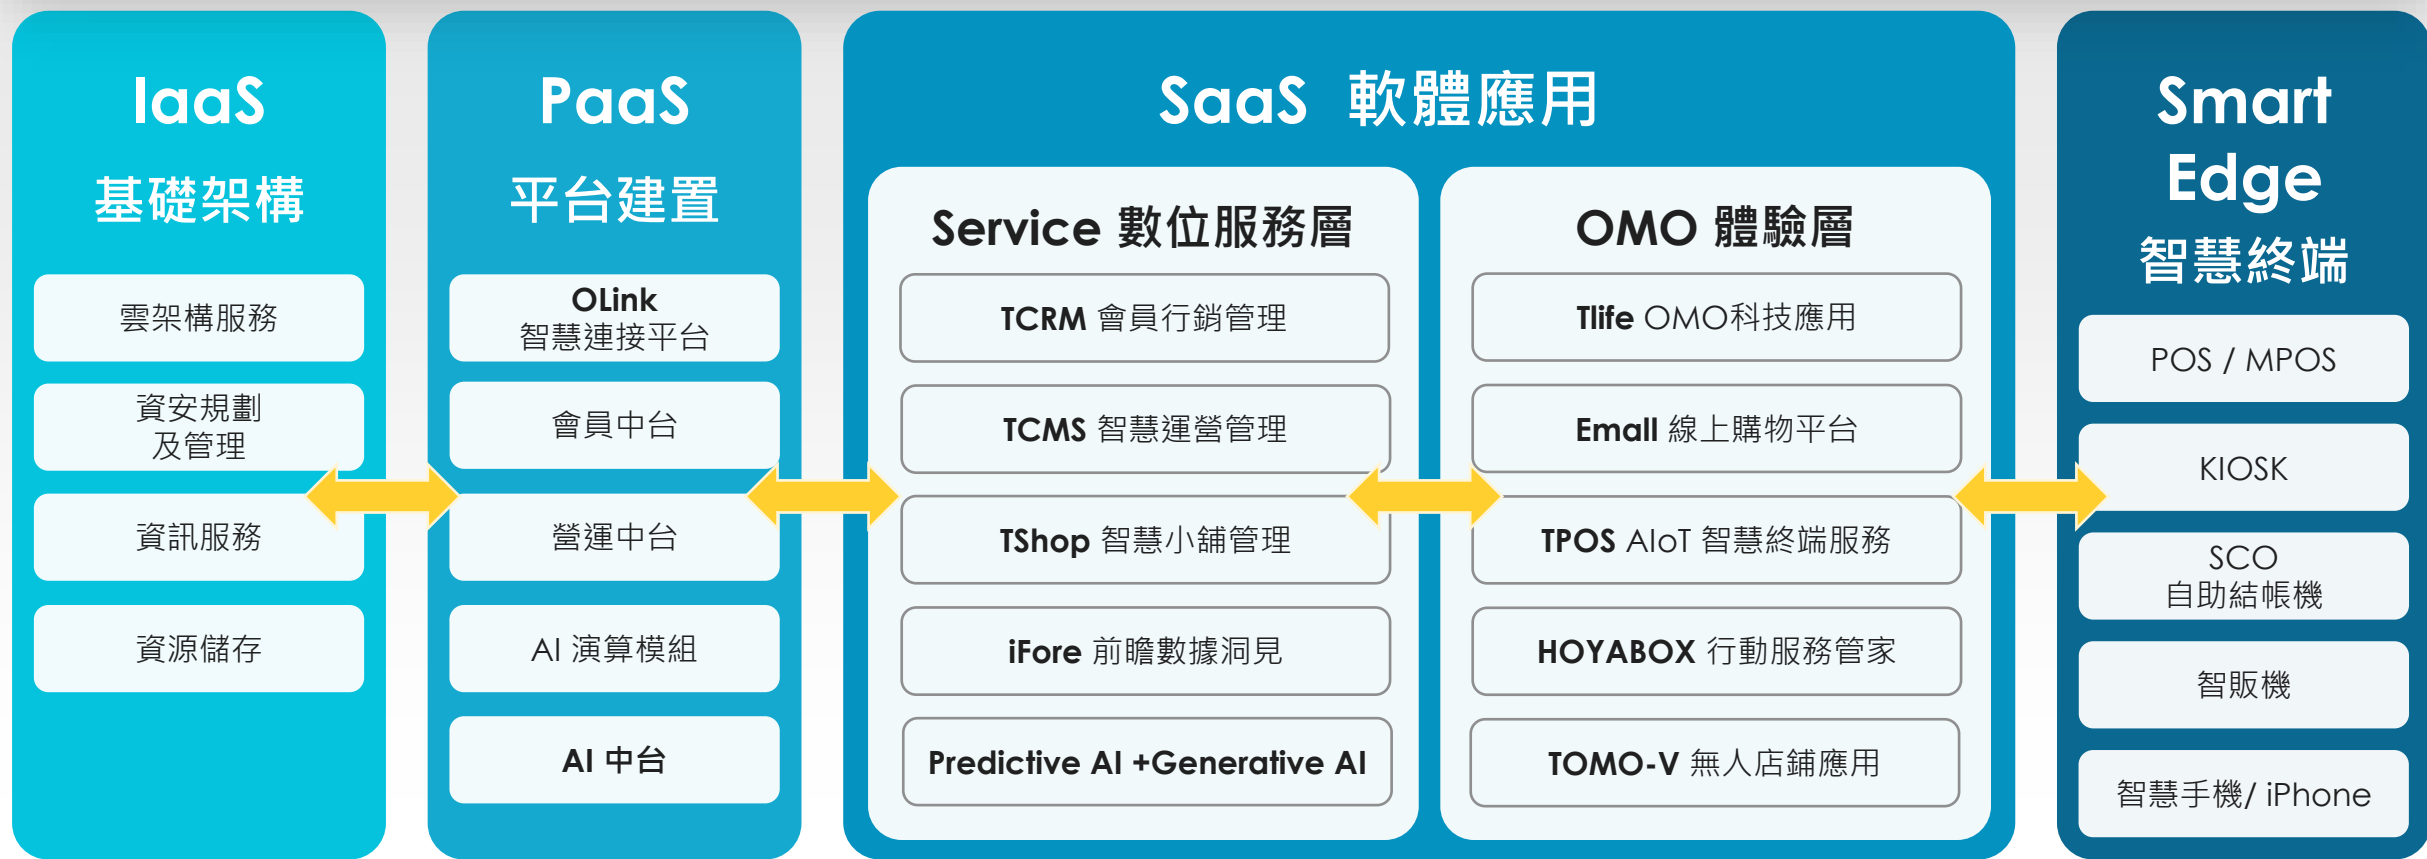 IaaS
基礎架構
雲架構服務
資安規劃
及管理
資訊服務
資源儲存
PaaS
平台建置
OLink
智慧連接平台
會員中台
營運中台
AI 演算模組
AI 中台
SaaS 軟體應用
Service 數位服務層
TCRM 會員行銷管理
TCMS 智慧運營管理
TShop 智慧小舖管理
iFore 前瞻數據洞見
Predictive AI +Generative AI
OMO 體驗層
Tlife OMO科技應用
Emall 線上購物平台
TPOS AIoT 智慧終端服務
HOYABOX 行動服務管家
TOMO-V 無人店鋪應用
Smart
Edge
智慧終端
POS / MPOS
KIOSK
SCO
自助結帳機
智販機
智慧手機/ iPhone